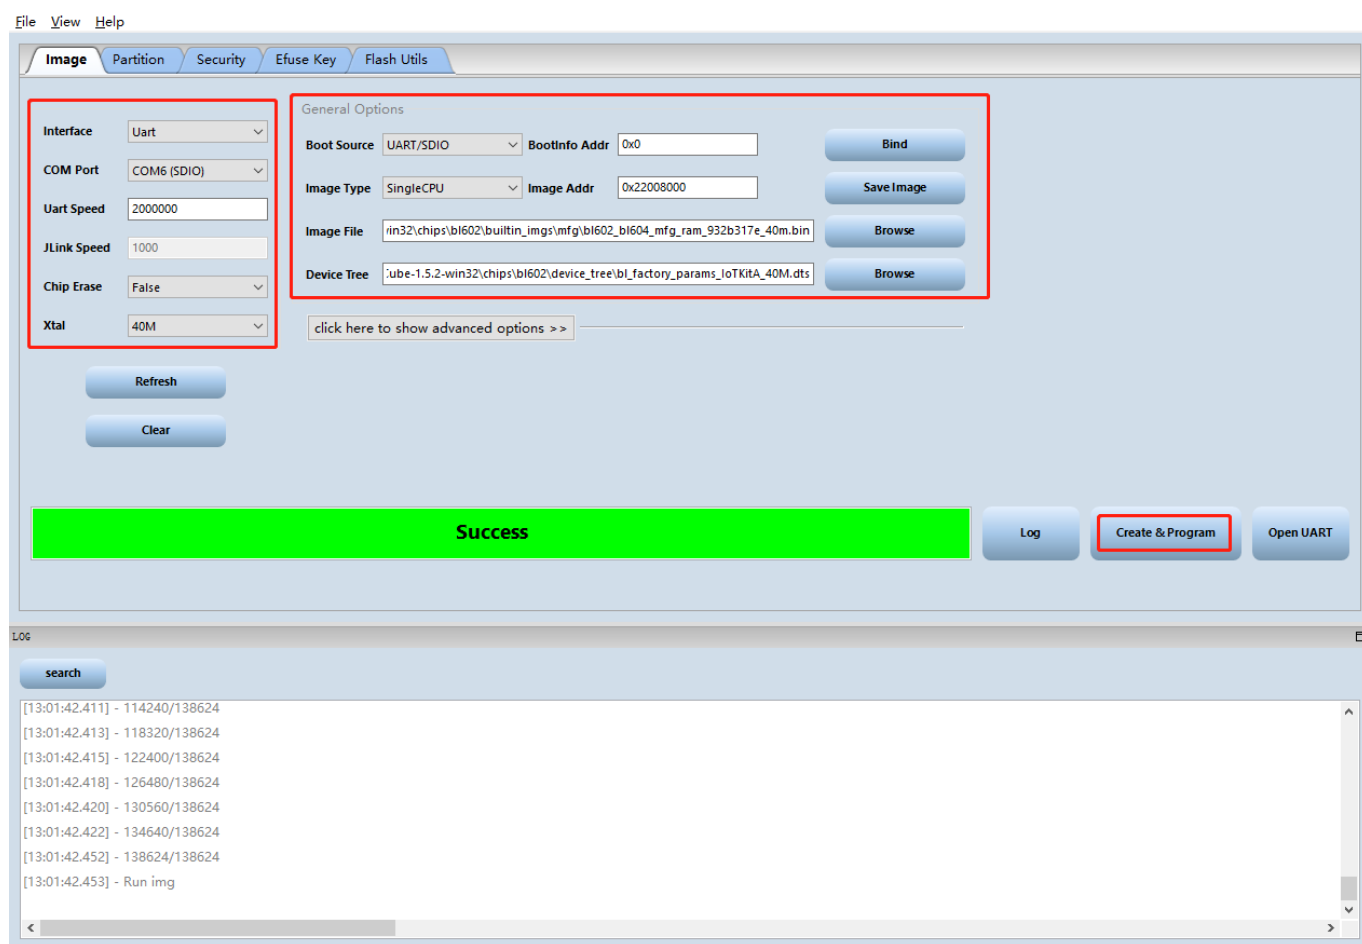 File View Help
Image Partition Security Efuse Key Flash Utils
General Options
Interface Uart
COM Port COM6 (SDIO)
Uart Speed 2000000
JLink Speed 1000
Chip Erase False
Xtal 40M
Boot Source UART/SDIO BootInfo Addr 0x0 Bind
Image Type SingleCPU Image Addr 0x22008000 Save Image
Image File in32\chips\bl602\builtin_imgs\mfg\bl602_bl604_mfg_ram_932b317e_40m.bin Browse
Device Tree ube-1.5.2-win32\chips\bl602\device_tree\bl_factory_params_IoTKitA_40M.dts Browse
click here to show advanced options >>
Refresh
Clear
Success Log Create & Program Open UART
LOG
search
[13:01:42.411] - 114240/138624
[13:01:42.413] - 118320/138624
[13:01:42.415] - 122400/138624
[13:01:42.418] - 126480/138624
[13:01:42.420] - 130560/138624
[13:01:42.422] - 134640/138624
[13:01:42.452] - 138624/138624
[13:01:42.453] - Run img